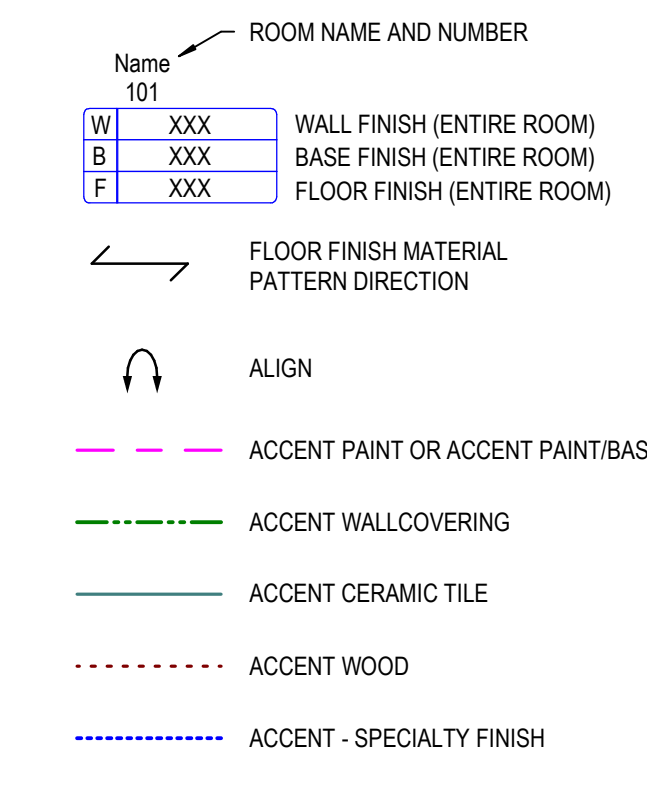 ROOM NAME AND NUMBER
Name
101
W XXX WALL FINISH (ENTIRE ROOM)
B XXX BASE FINISH (ENTIRE ROOM)
F XXX FLOOR FINISH (ENTIRE ROOM)
FLOOR FINISH MATERIAL
PATTERN DIRECTION
ALIGN
ACCENT PAINT OR ACCENT PAINT/BAS
ACCENT WALLCOVERING
ACCENT CERAMIC TILE
ACCENT WOOD
ACCENT - SPECIALTY FINISH